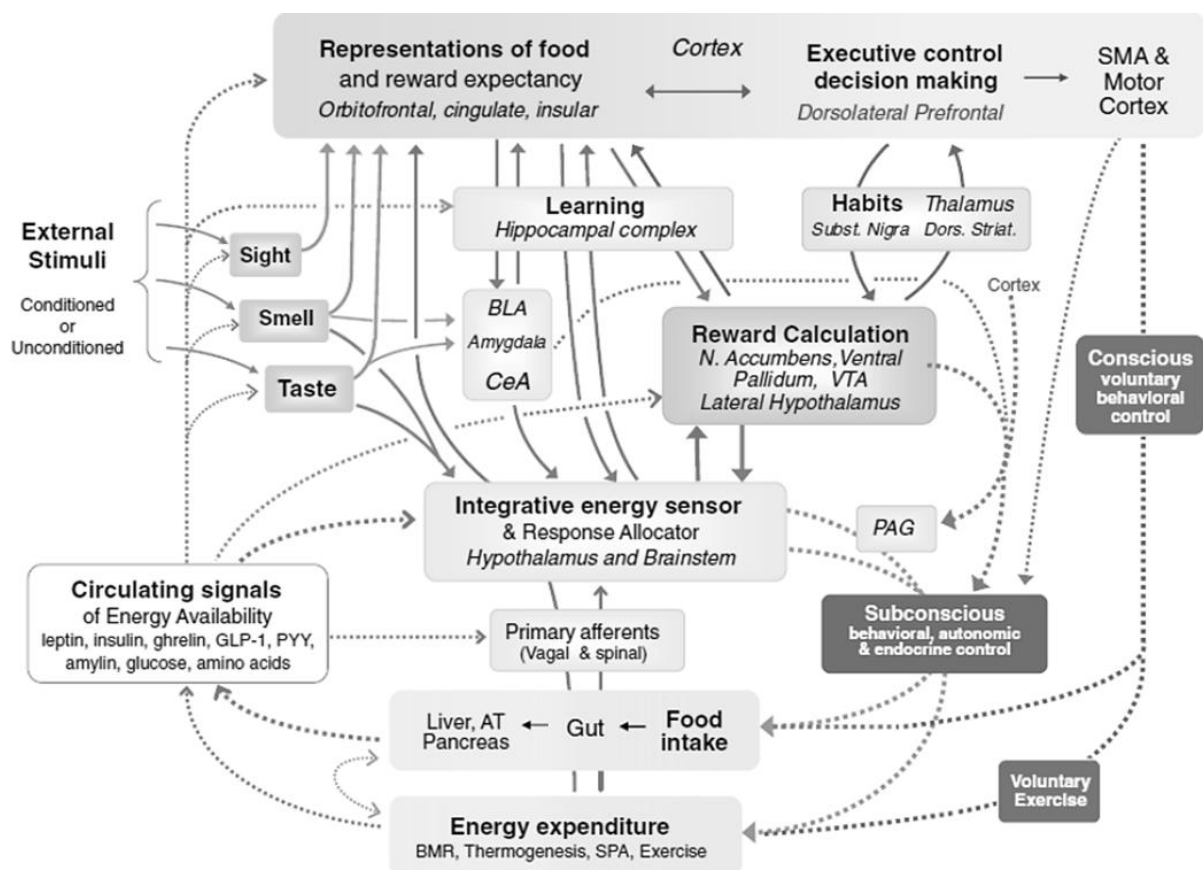 Representations of food
and reward expectancy
Orbitofrontal, cingulate, insular
Cortex
Executive control
decision making
Dorsolateral Prefrontal
SMA &
Motor
Cortex
External
Stimuli
Conditioned
or
Unconditioned
Sight
Smell
Taste
Learning
Hippocampal complex
Habits
Subst. Nigra
Thalamus
Dors. Striat.
BLA
Amygdala
CeA
Cortex
Reward Calculation
N. Accumbens, Ventral
Pallidum, VTA
Lateral Hypothalamus
Conscious
voluntary
behavioral
control
Integrative energy sensor
& Response Allocator
Hypothalamus and Brainstem
PAG
Circulating signals
of Energy Availability
leptin, insulin, ghrelin, GLP-1, PYY,
amylin, glucose, amino acids
Primary afferents
(Vagal & spinal)
Subconscious
behavioral, autonomic
& endocrine control
Liver, AT
Pancreas
Gut
Food
intake
Voluntary
Exercise
Energy expenditure
BMR, Thermogenesis, SPA, Exercise